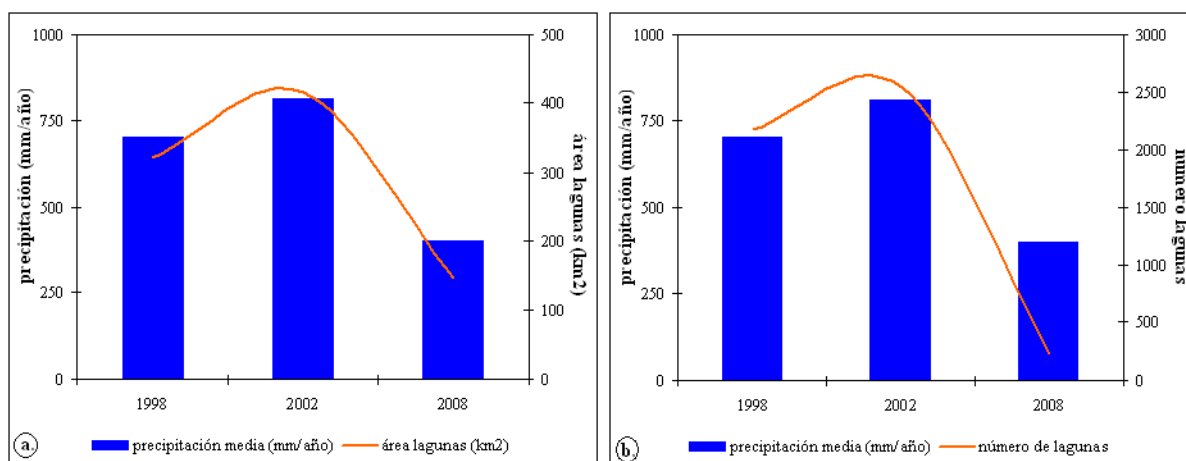 1000
750
500
250
0
precipitación (mm/año)
500
400
300
200
100
0
área lagunas (km2)
1998 2002 2008
a.
precipitación media (mm/año) área lagunas (km2)
1000
750
500
250
0
precipitación (mm/año)
3000
2500
2000
1500
1000
500
0
numero lagunas
1998 2002 2008
b.
precipitación media (mm/año) número de lagunas